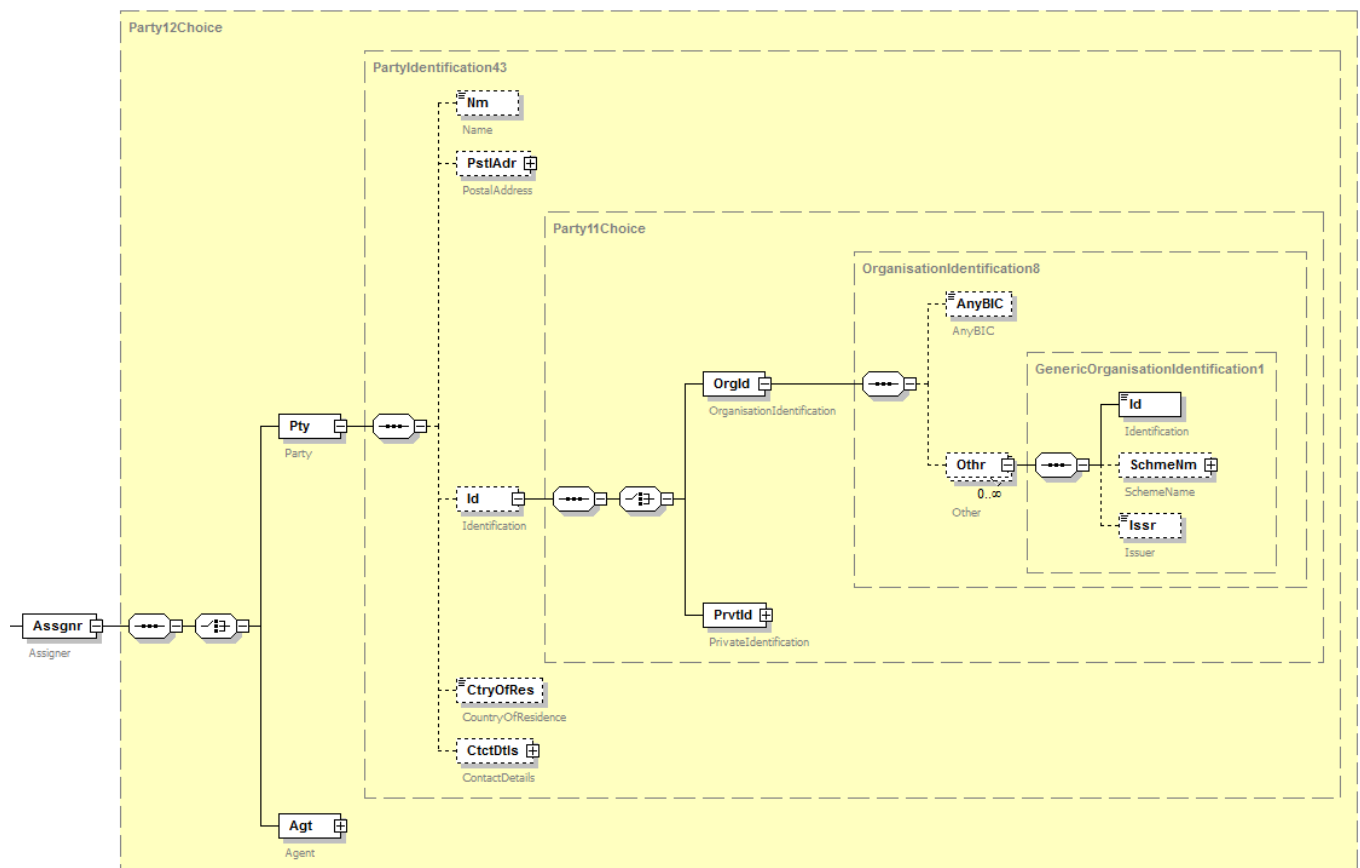 Party12Choice
PartyIdentification43
Nm
Name
PstlAdr
PostalAddress
Party11Choice
OrganisationIdentification8
AnyBIC
AnyBIC
GenericOrganisationIdentification1
OrgId
OrganisationIdentification
Id
Identification
Pty
Party
Othr
0..∞
Other
SchmeNm
SchemeName
Id
Identification
Issr
Issuer
Assgnr
Assigner
PrvtId
PrivateIdentification
CtryOfRes
CountryOfResidence
CtctDtls
ContactDetails
Agt
Agent